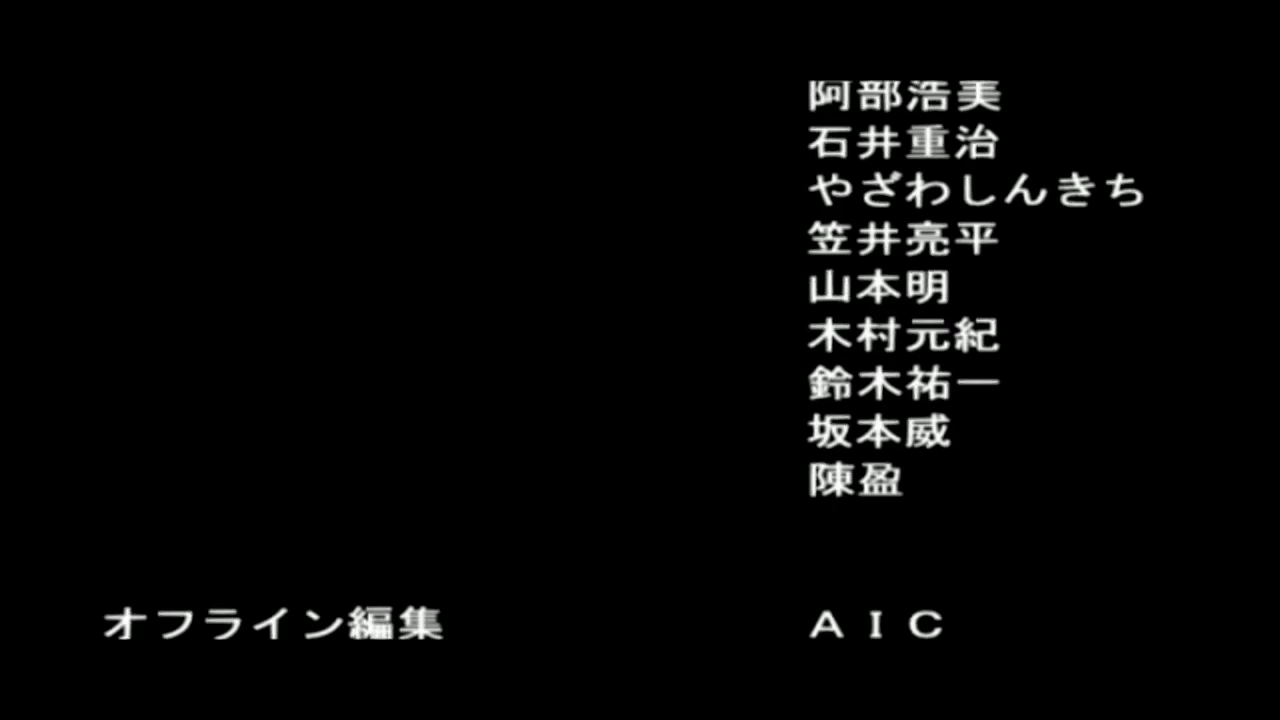 阿部浩美
石井重治
やざわしんきち
笠井亮平
山本明
木村元紀
鈴木祐一
坂本威
陳盈
オフライン編集 AIC